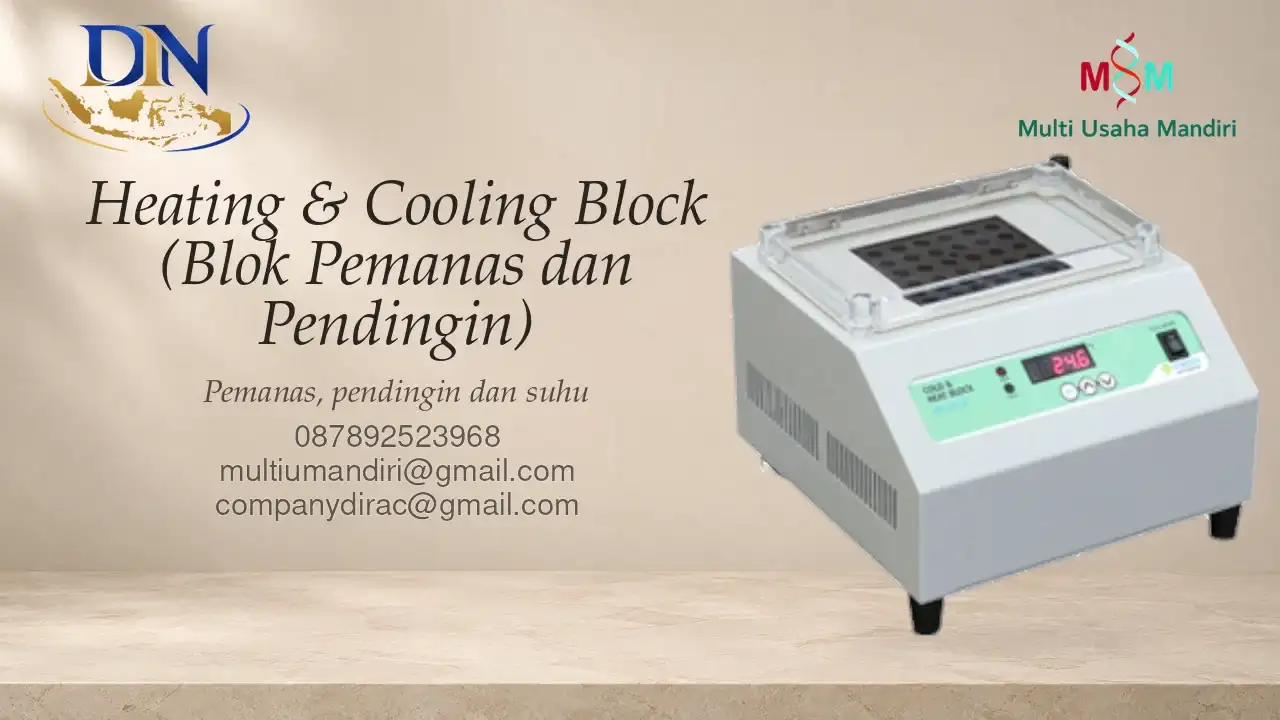 DN
MSM
Multi Usaha Mandiri
Heating & Cooling Block
(Blok Pemanas dan
Pendingin)
Pemanas, pendingin dan suhu
087892523968
multiumandiri@gmail.com
companydirac@gmail.com
24.6
COLD &
HEAT BLOCK